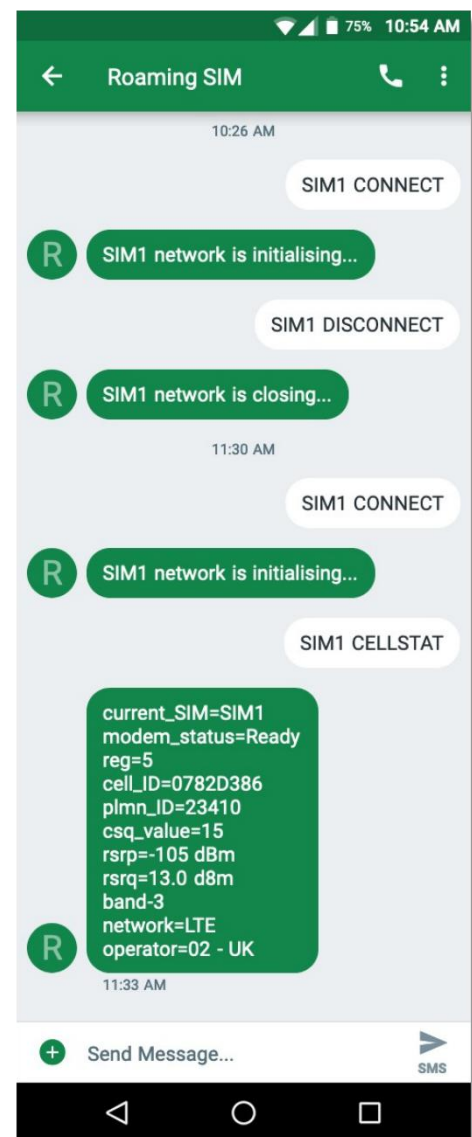 75% 10:54 AM
Roaming SIM
10:26 AM
SIM1 CONNECT
R
SIM1 network is initialising...
SIM1 DISCONNECT
R
SIM1 network is closing...
11:30 AM
SIM1 CONNECT
R
SIM1 network is initialising...
SIM1 CELLSTAT
current_SIM=SIM1
modem_status=Ready
reg=5
cell_ID=0782D386
plmn_ID=23410
csq_value=15
rsrp=-105 dBm
rsrq=13.0 d8m
band-3
network=LTE
operator=02 - UK
R
11:33 AM
Send Message...
SMS